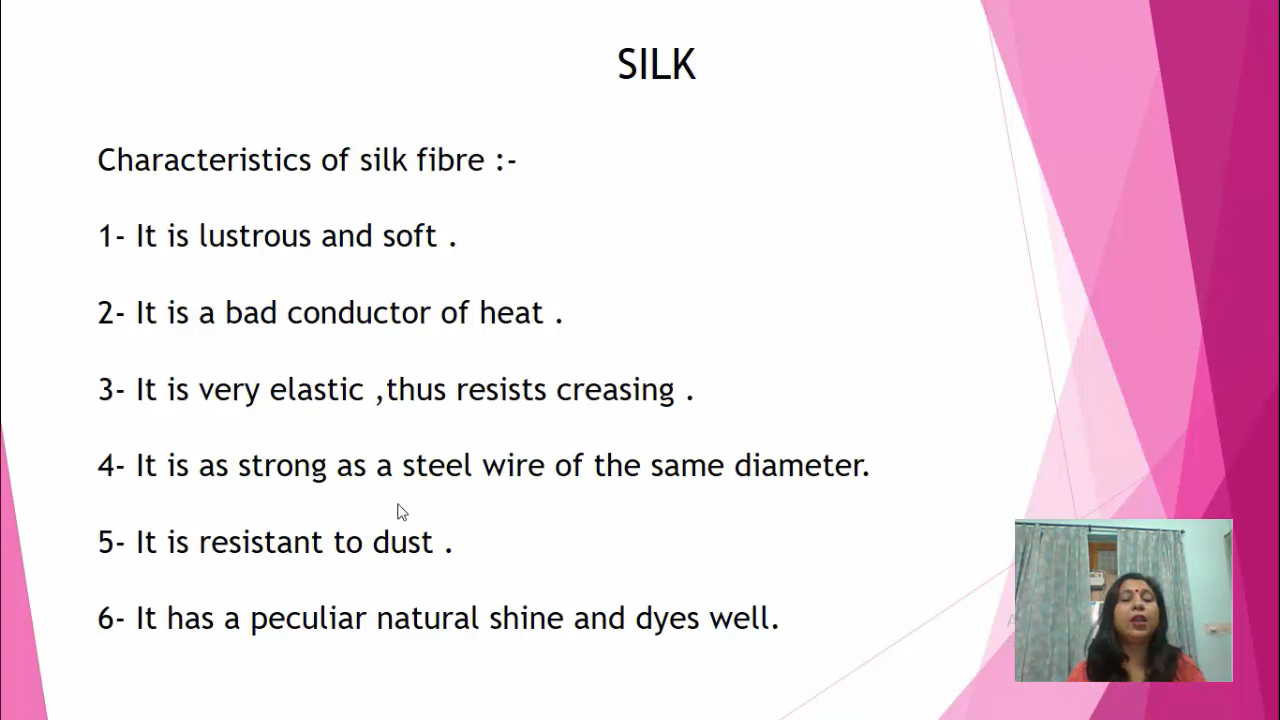 SILK
Characteristics of silk fibre :-
1- It is lustrous and soft .
2- It is a bad conductor of heat .
3- It is very elastic ,thus resists creasing .
4- It is as strong as a steel wire of the same diameter.
5- It is resistant to dust .
6- It has a peculiar natural shine and dyes well.